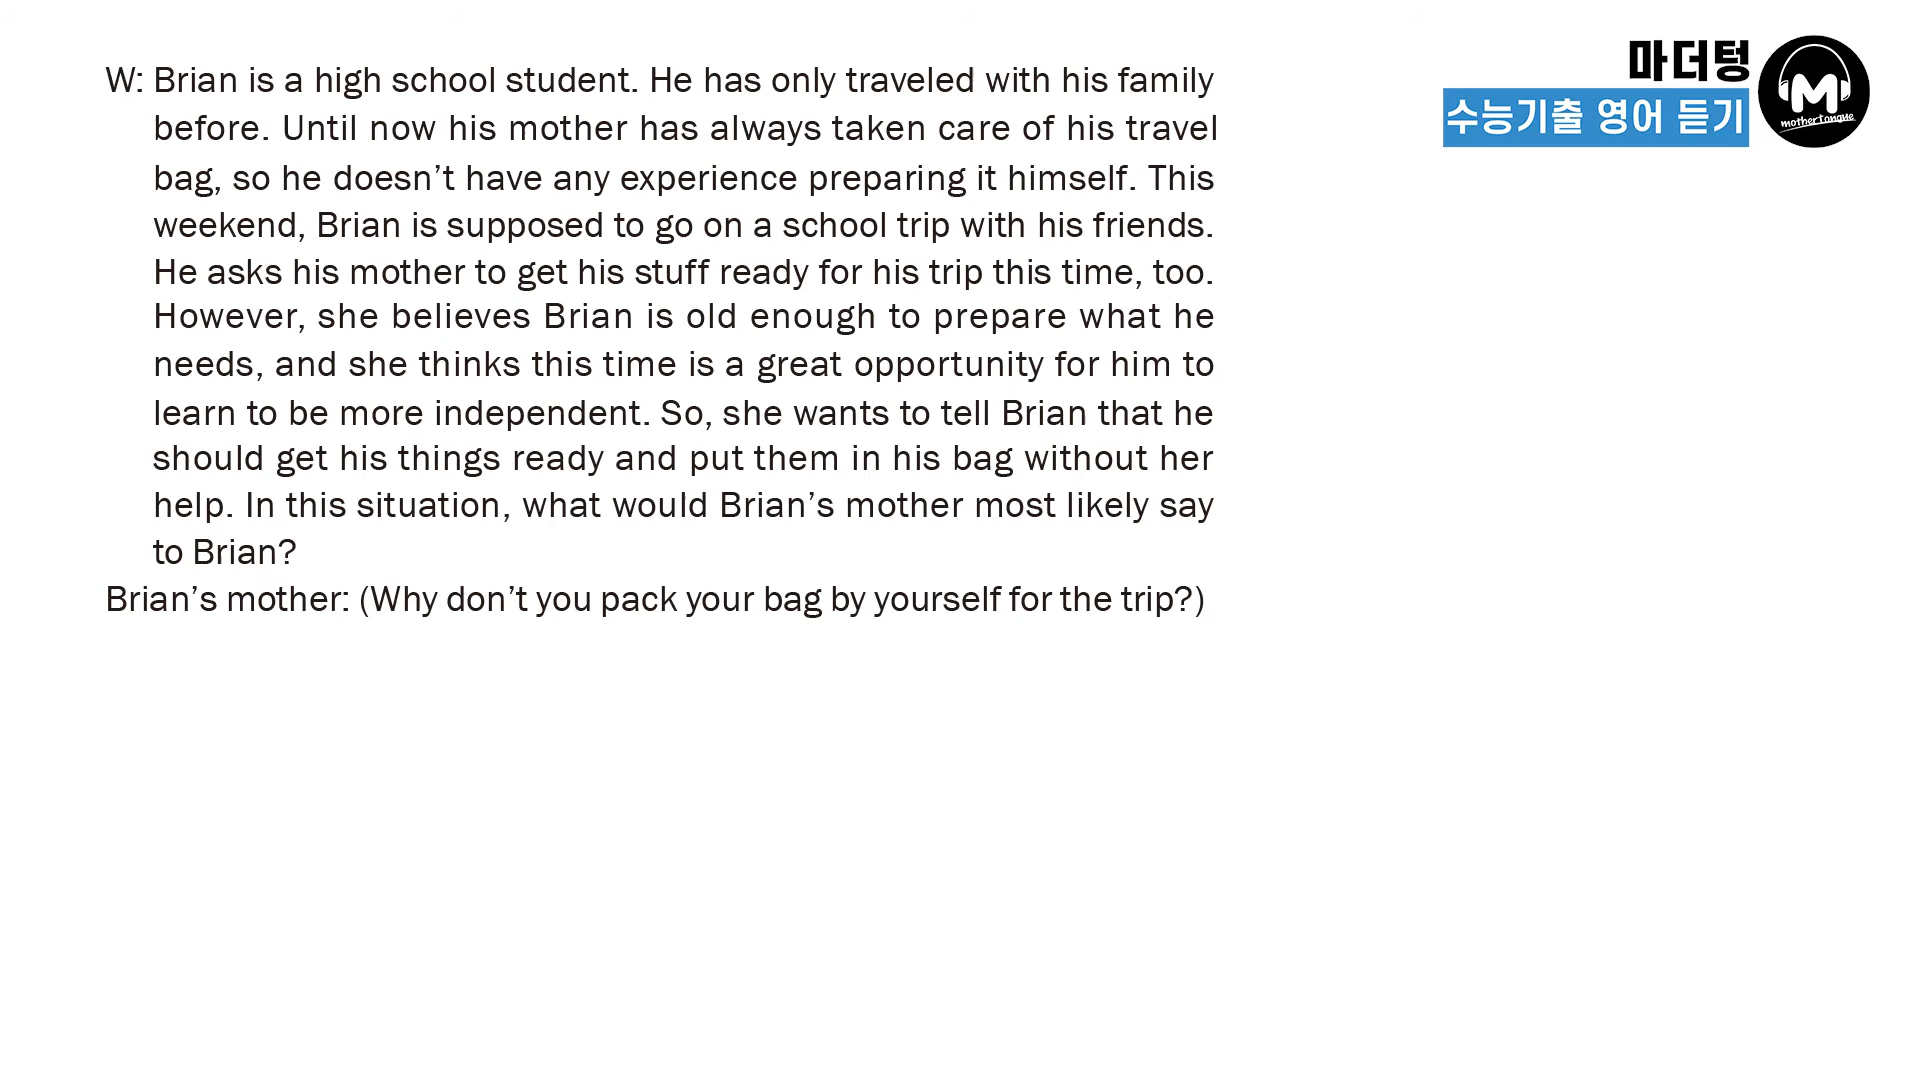 W: Brian is a high school student. He has only traveled with his family
before. Until now his mother has always taken care of his travel
bag, so he doesn’t have any experience preparing it himself. This
weekend, Brian is supposed to go on a school trip with his friends.
He asks his mother to get his stuff ready for his trip this time, too.
However, she believes Brian is old enough to prepare what he
needs, and she thinks this time is a great opportunity for him to
learn to be more independent. So, she wants to tell Brian that he
should get his things ready and put them in his bag without her
help. In this situation, what would Brian’s mother most likely say
to Brian?
Brian’s mother: (Why don’t you pack your bag by yourself for the trip?)
마더텅
수능기출 영어 듣기
M
mothertongue